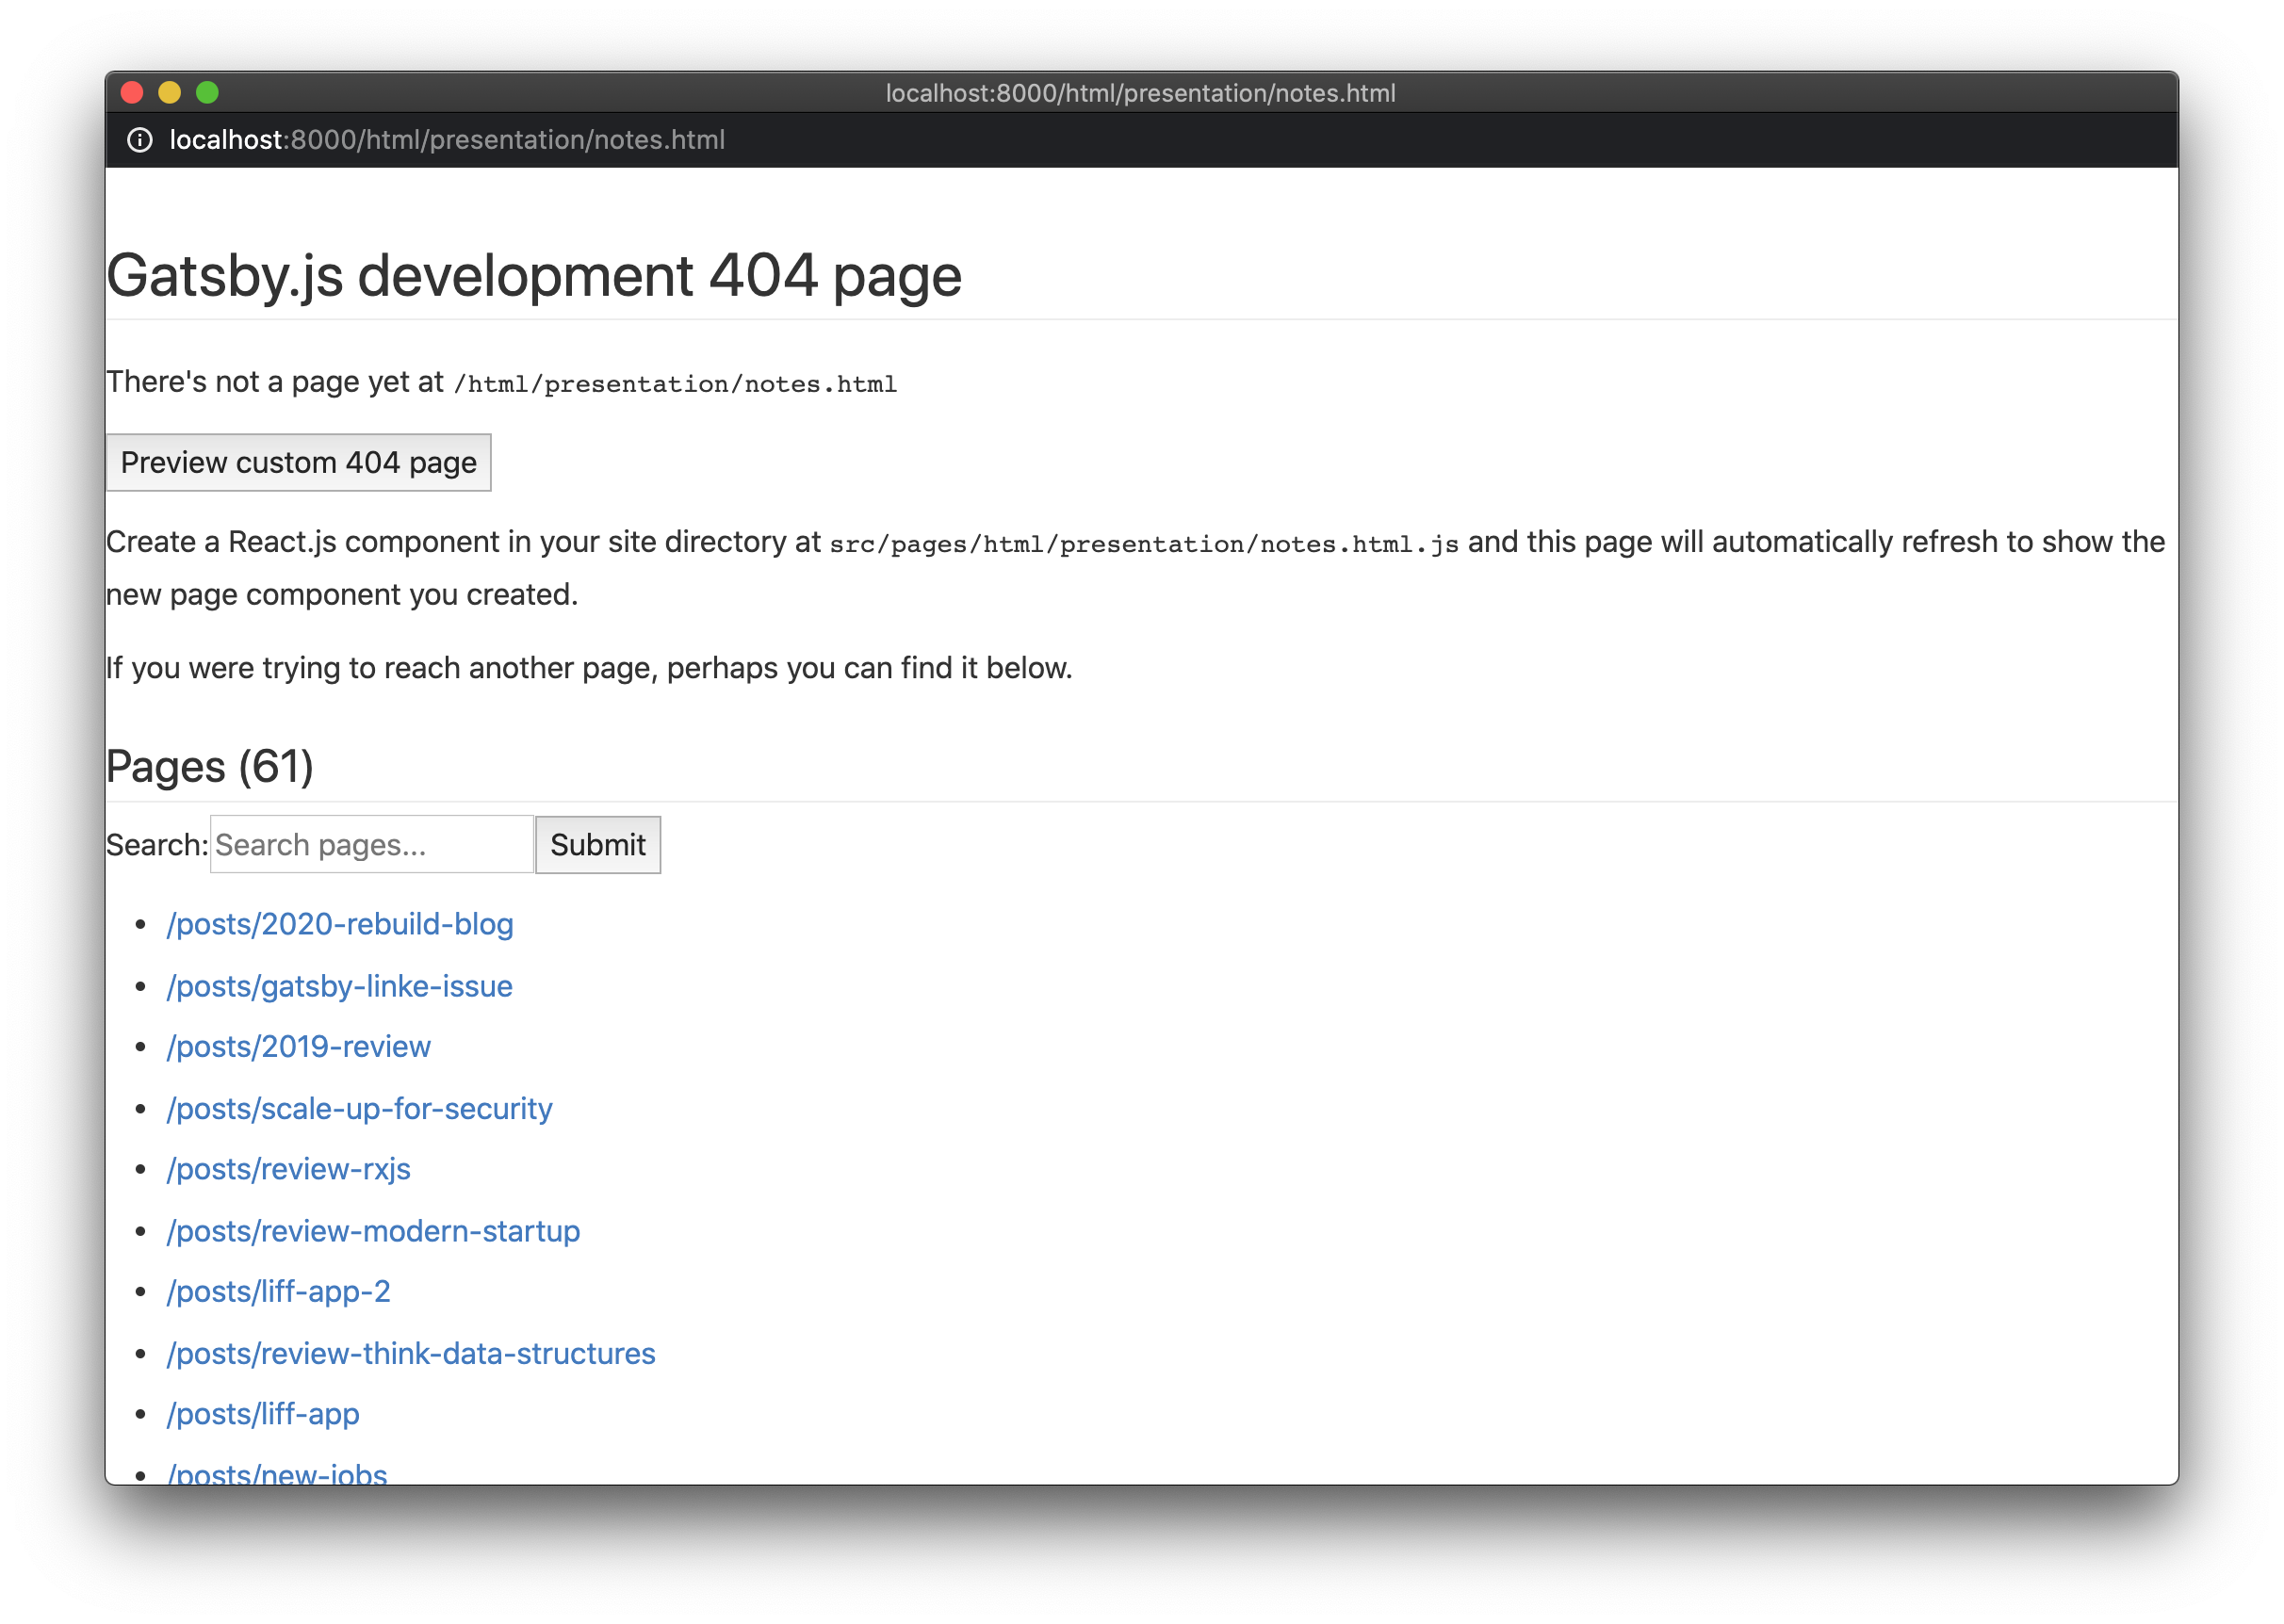 localhost:8000/html/presentation/notes.html
localhost:8000/html/presentation/notes.html
Gatsby.js development 404 page
There's not a page yet at /html/presentation/notes.html
Preview custom 404 page
Create a React.js component in your site directory at src/pages/html/presentation/notes.html.js and this page will automatically refresh to show the
new page component you created.
If you were trying to reach another page, perhaps you can find it below.
Pages (61)
Search: Search pages... Submit
/posts/2020-rebuild-blog
/posts/gatsby-linke-issue
/posts/2019-review
/posts/scale-up-for-security
/posts/review-rxjs
/posts/review-modern-startup
/posts/liff-app-2
/posts/review-think-data-structures
/posts/liff-app
/posts/new-jobs